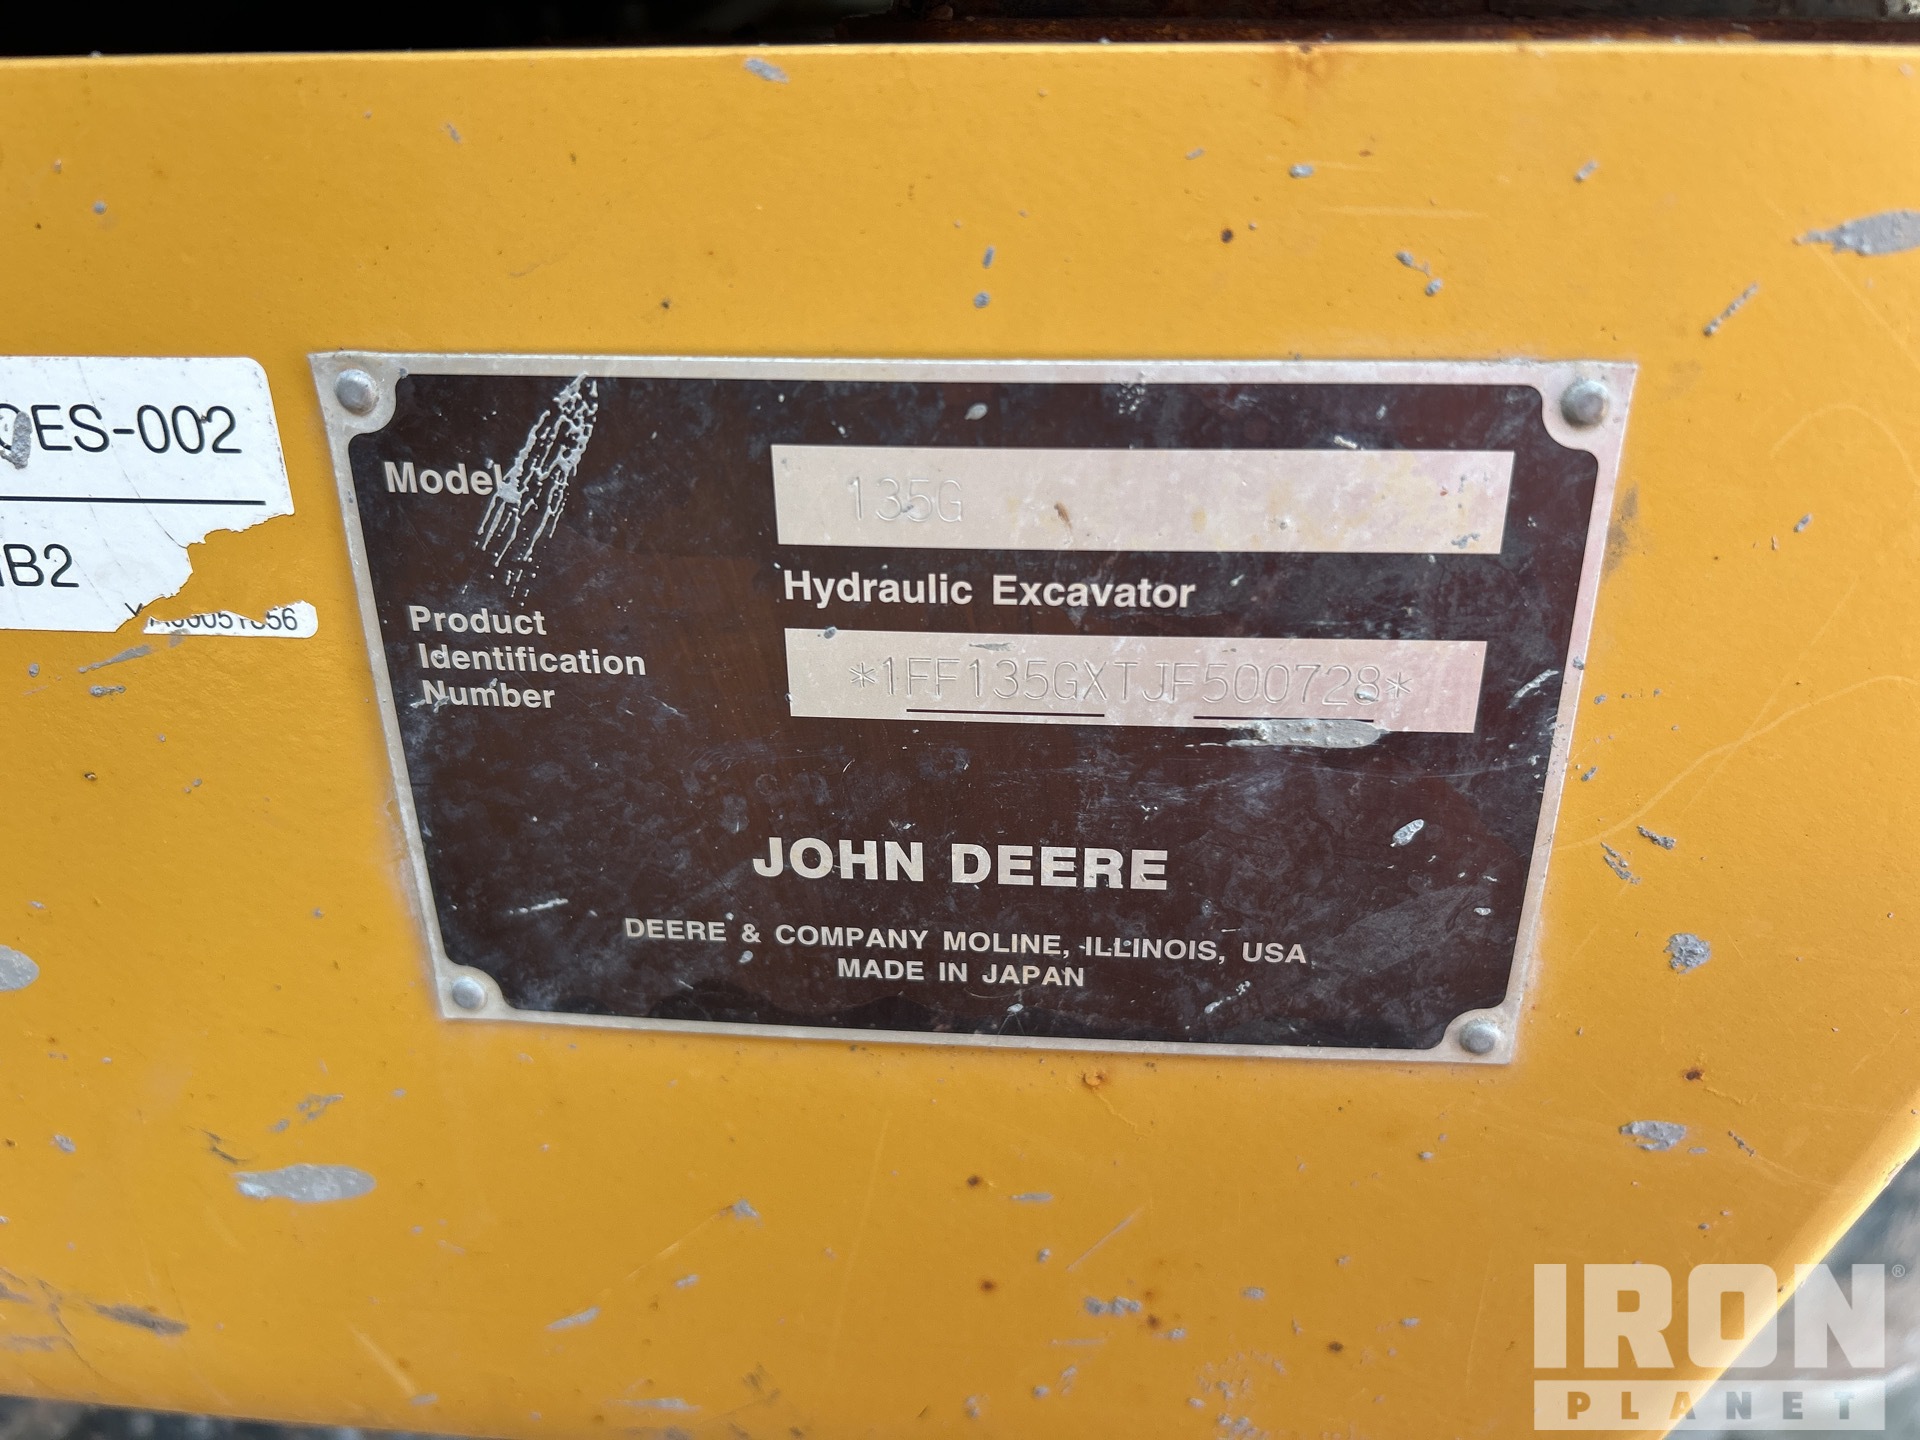 ES-002
B2
Model
135G
Hydraulic Excavator
Product
Identification
Number
*1FF135GXTJF500728*
JOHN DEERE
DEERE & COMPANY MOLINE, ILLINOIS, USA
MADE IN JAPAN
IRON®
PLANET